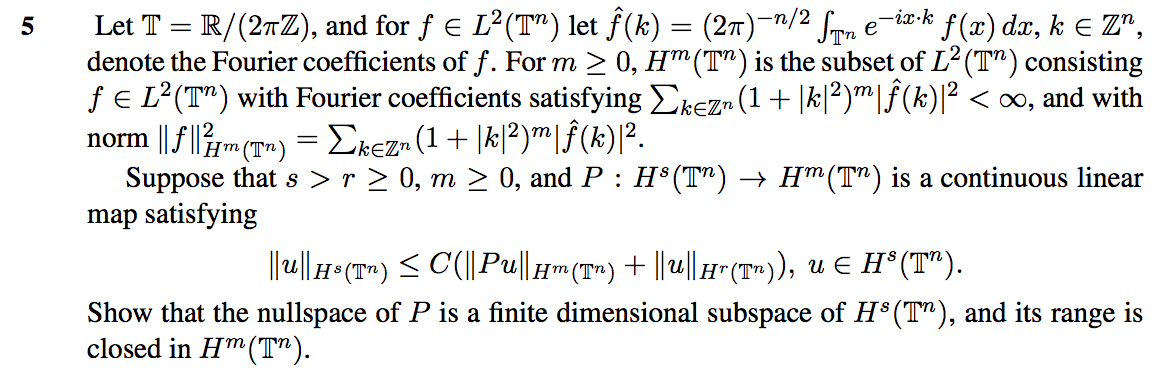 5 Let 𝕋 = ℝ/(2πℤ), and for f ∈ L²(𝕋ⁿ) let f̂(k) = (2π)^{−n/2} ∫_{𝕋ⁿ} e^{−ix·k} f(x) dx, k ∈ ℤⁿ,
denote the Fourier coefficients of f. For m ≥ 0, H^m(𝕋ⁿ) is the subset of L²(𝕋ⁿ) consisting
f ∈ L²(𝕋ⁿ) with Fourier coefficients satisfying ∑_{k∈ℤⁿ}(1 + |k|²)^m|f̂(k)|² < ∞, and with
norm ‖f‖²_{H^m(𝕋ⁿ)} = ∑_{k∈ℤⁿ}(1 + |k|²)^m|f̂(k)|².
Suppose that s > r ≥ 0, m ≥ 0, and P : H^s(𝕋ⁿ) → H^m(𝕋ⁿ) is a continuous linear
map satisfying
‖u‖_{H^s(𝕋ⁿ)} ≤ C(‖Pu‖_{H^m(𝕋ⁿ)} + ‖u‖_{H^r(𝕋ⁿ)}), u ∈ H^s(𝕋ⁿ).
Show that the nullspace of P is a finite dimensional subspace of H^s(𝕋ⁿ), and its range is
closed in H^m(𝕋ⁿ).